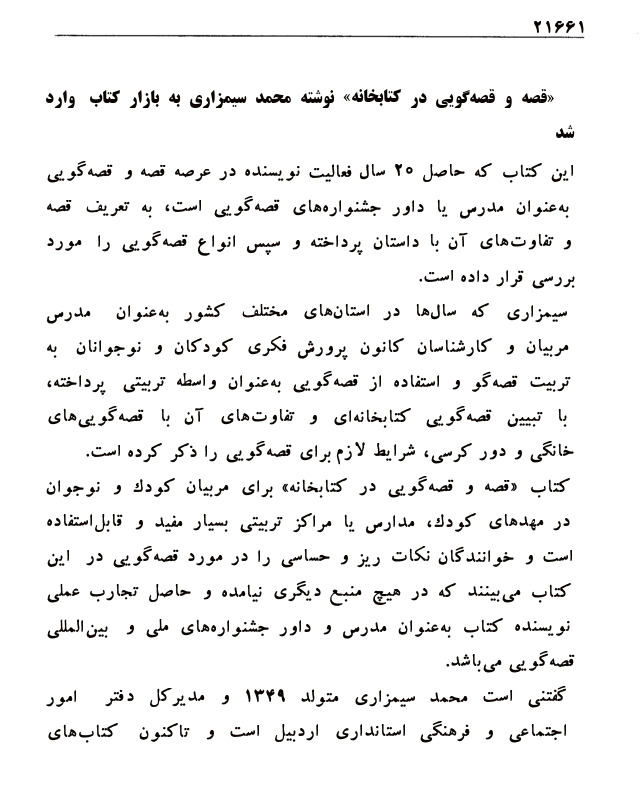 ۲۱۶۶۱
«قصه و قصه‌گویی در کتابخانه» نوشته محمد سیمزاری به بازار کتاب وارد
شد
این کتاب که حاصل ۲۰ سال فعالیت نویسنده در عرصه قصه و قصه‌گویی
به‌عنوان مدرس یا داور جشنواره‌های قصه‌گویی است، به تعریف قصه
و تفاوت‌های آن با داستان پرداخته و سپس انواع قصه‌گویی را مورد
بررسی قرار داده است.
سیمزاری که سال‌ها در استان‌های مختلف کشور به‌عنوان مدرس
مربیان و کارشناسان کانون پرورش فکری کودکان و نوجوانان به
تربیت قصه‌گو و استفاده از قصه‌گویی به‌عنوان واسطه تربیتی پرداخته،
با تبیین قصه‌گویی کتابخانه‌ای و تفاوت‌های آن با قصه‌گویی‌های
خانگی و دور کرسی، شرایط لازم برای قصه‌گویی را ذکر کرده است.
کتاب «قصه و قصه‌گویی در کتابخانه» برای مربیان کودك و نوجوان
در مهدهای کودك، مدارس یا مراکز تربیتی بسیار مفید و قابل‌استفاده
است و خوانندگان نکات ریز و حساسی را در مورد قصه‌گویی در این
کتاب می‌بینند که در هیچ منبع دیگری نیامده و حاصل تجارب عملی
نویسنده کتاب به‌عنوان مدرس و داور جشنواره‌های ملی و بین‌المللی
قصه‌گویی می‌باشد.
گفتنی است محمد سیمزاری متولد ۱۳۴۹ و مدیرکل دفتر امور
اجتماعی و فرهنگی استانداری اردبیل است و تاکنون کتاب‌های